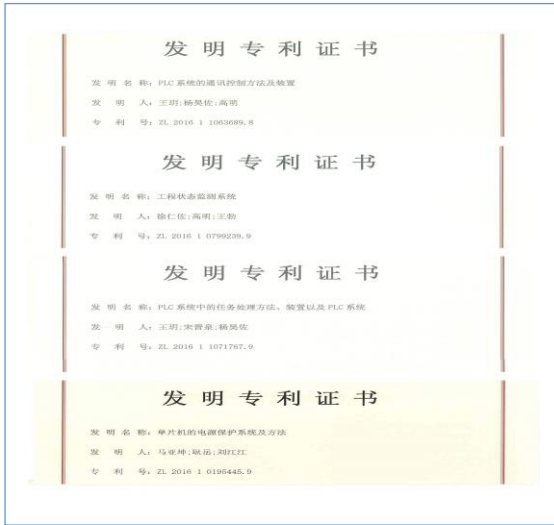 发明专利证书
发明名称：PLC系统的通讯控制方法及装置
发明人：王玥;杨昊佐;高明
专利号：ZL 2016 1 1063689.8
发明专利证书
发明名称：工程状态监测系统
发明人：徐仁佐;高明;王勃
专利号：ZL 2016 1 0799239.9
发明专利证书
发明名称：PLC系统中的任务处理方法、装置以及PLC系统
发明人：王玥;宋晋泉;杨昊佐
专利号：ZL 2016 1 1071767.9
发明专利证书
发明名称：单片机的电源保护系统及方法
发明人：马亚坤;耿岳;刘红江
专利号：ZL 2016 1 0195445.9